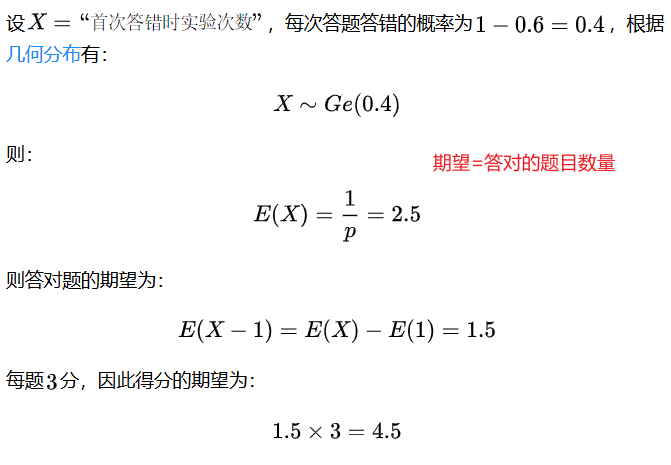 设 X = “首次答错时实验次数”，每次答题答错的概率为 1 − 0.6 = 0.4，根据
几何分布有：
X ∼ Ge(0.4)
则：
期望=答对的题目数量
E(X) = 1/p = 2.5
则答对题的期望为：
E(X − 1) = E(X) − E(1) = 1.5
每题3分，因此得分的期望为：
1.5 × 3 = 4.5